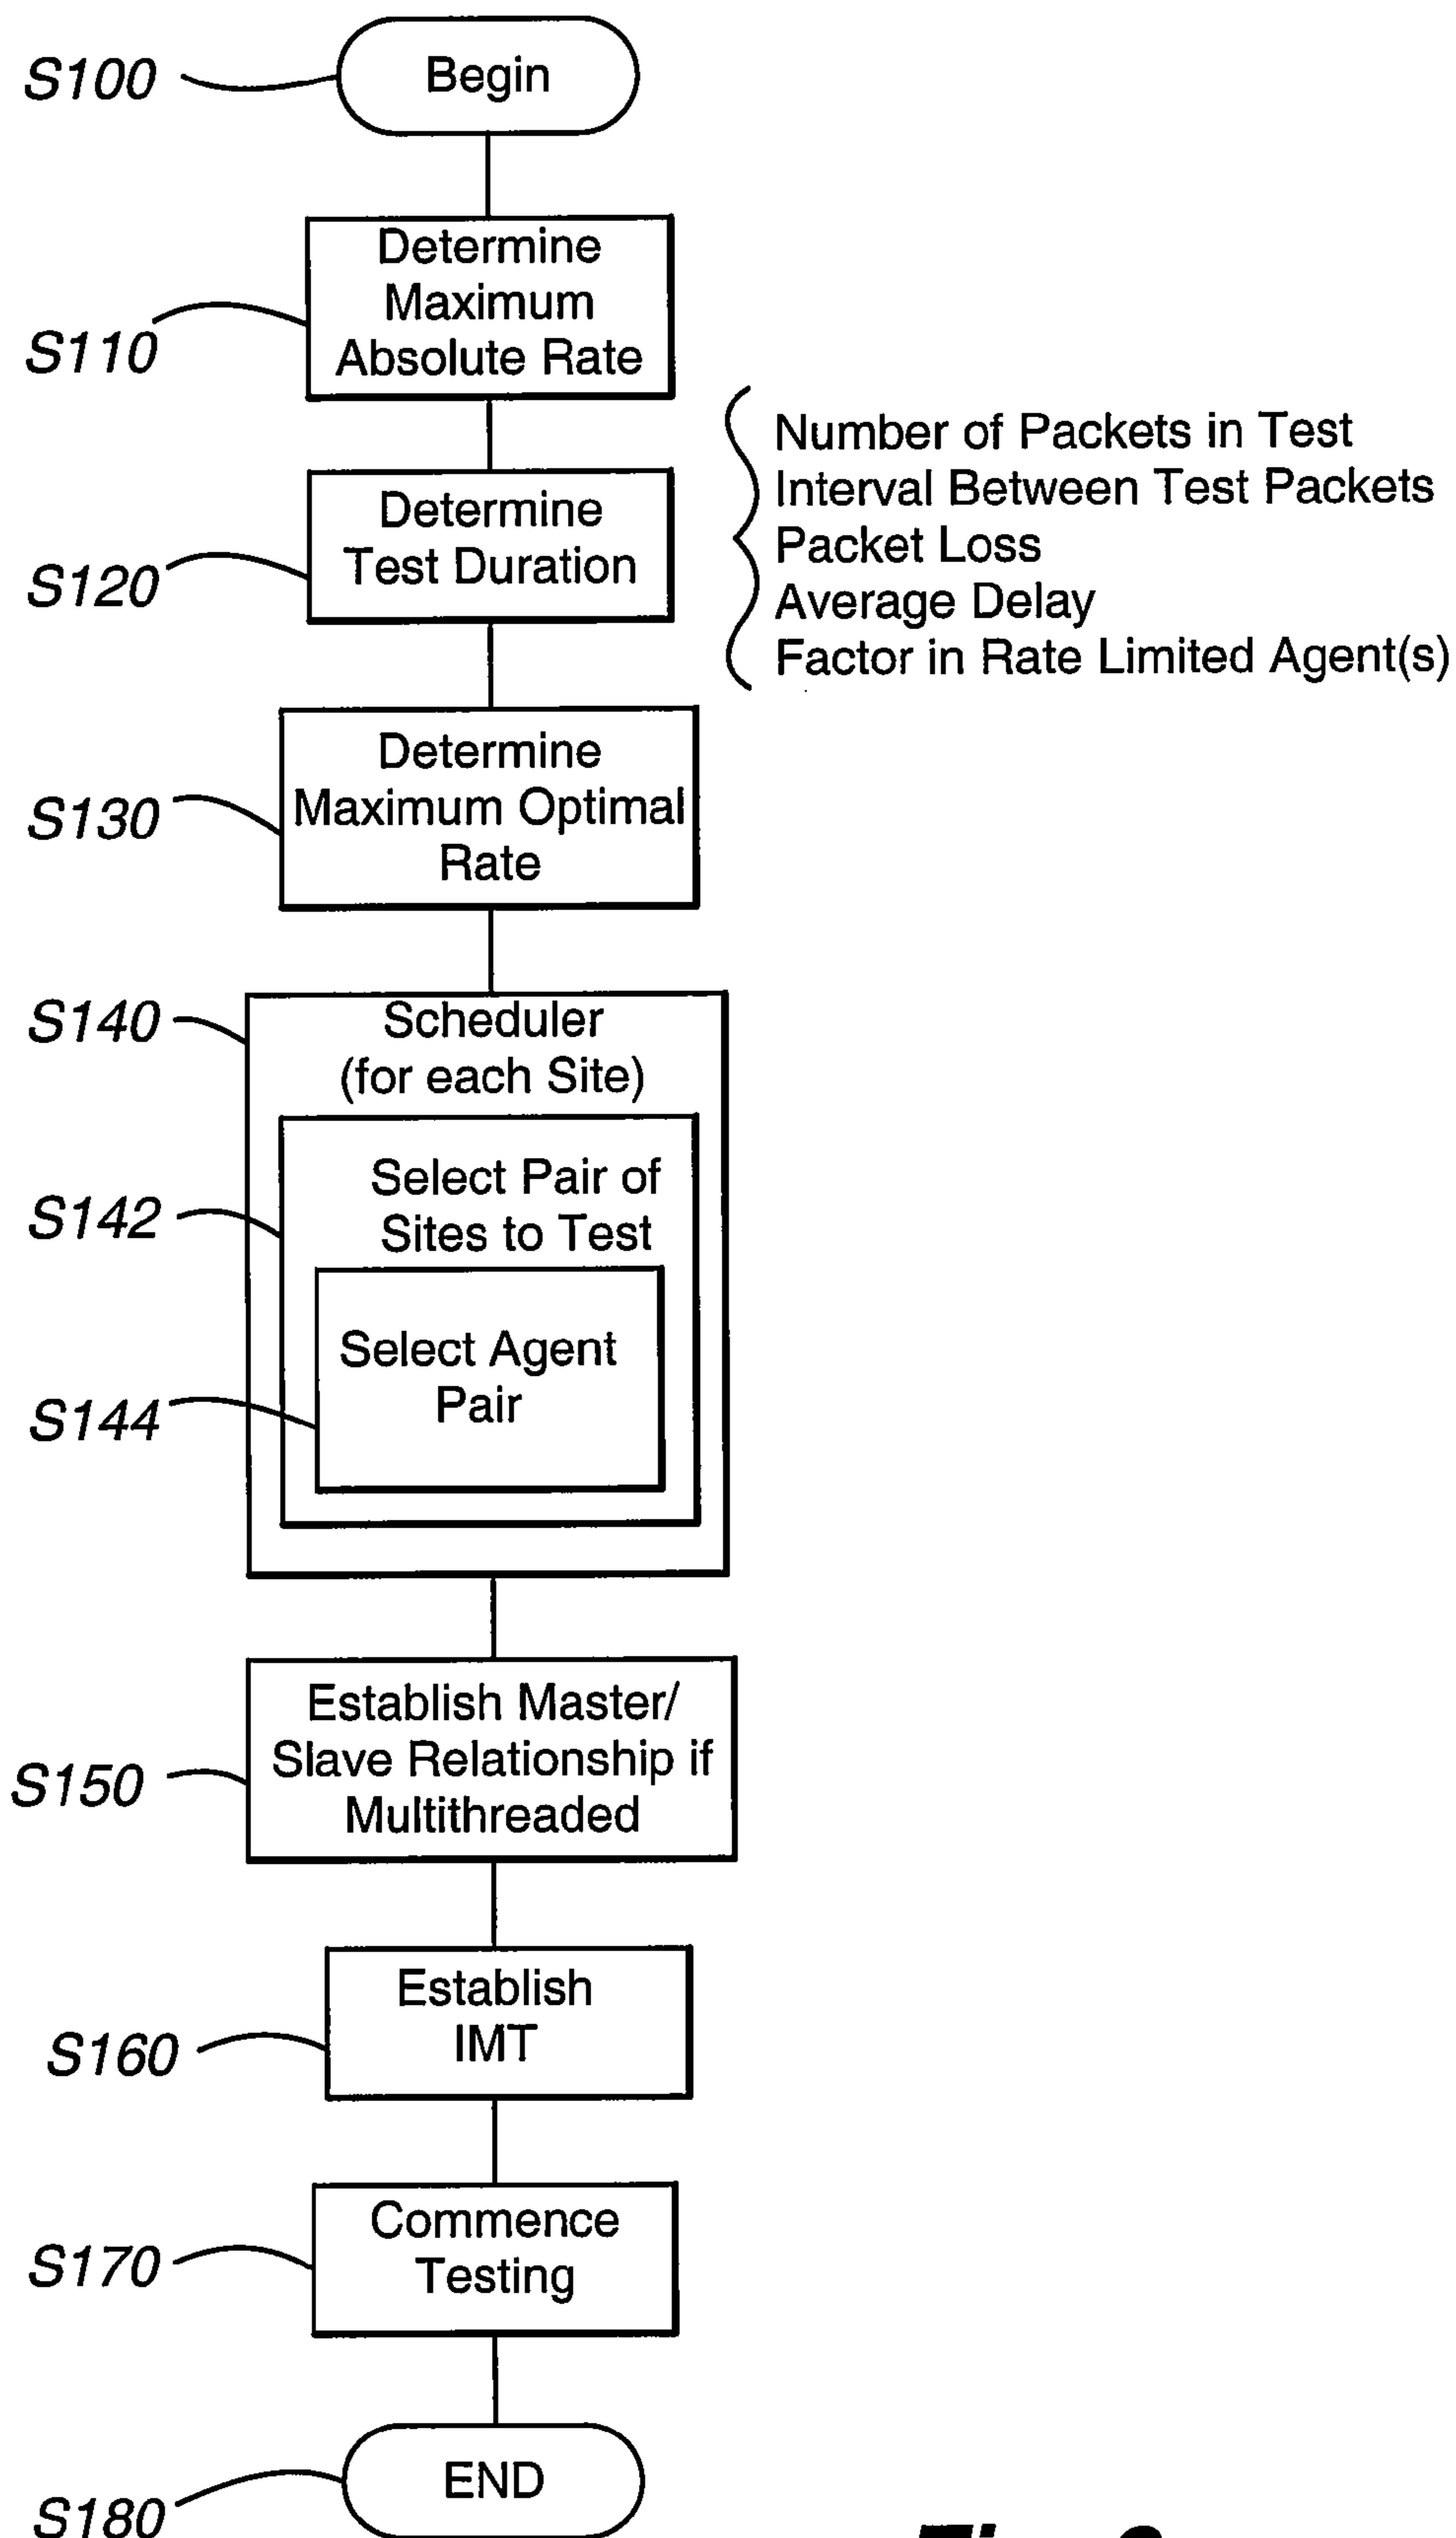 S100
Begin
S110
Determine
Maximum
Absolute Rate
S120
Determine
Test Duration
Number of Packets in Test
Interval Between Test Packets
Packet Loss
Average Delay
Factor in Rate Limited Agent(s)
S130
Determine
Maximum Optimal
Rate
S140
Scheduler
(for each Site)
S142
Select Pair of
Sites to Test
S144
Select Agent
Pair
S150
Establish Master/
Slave Relationship if
Multithreaded
S160
Establish
IMT
S170
Commence
Testing
S180
END